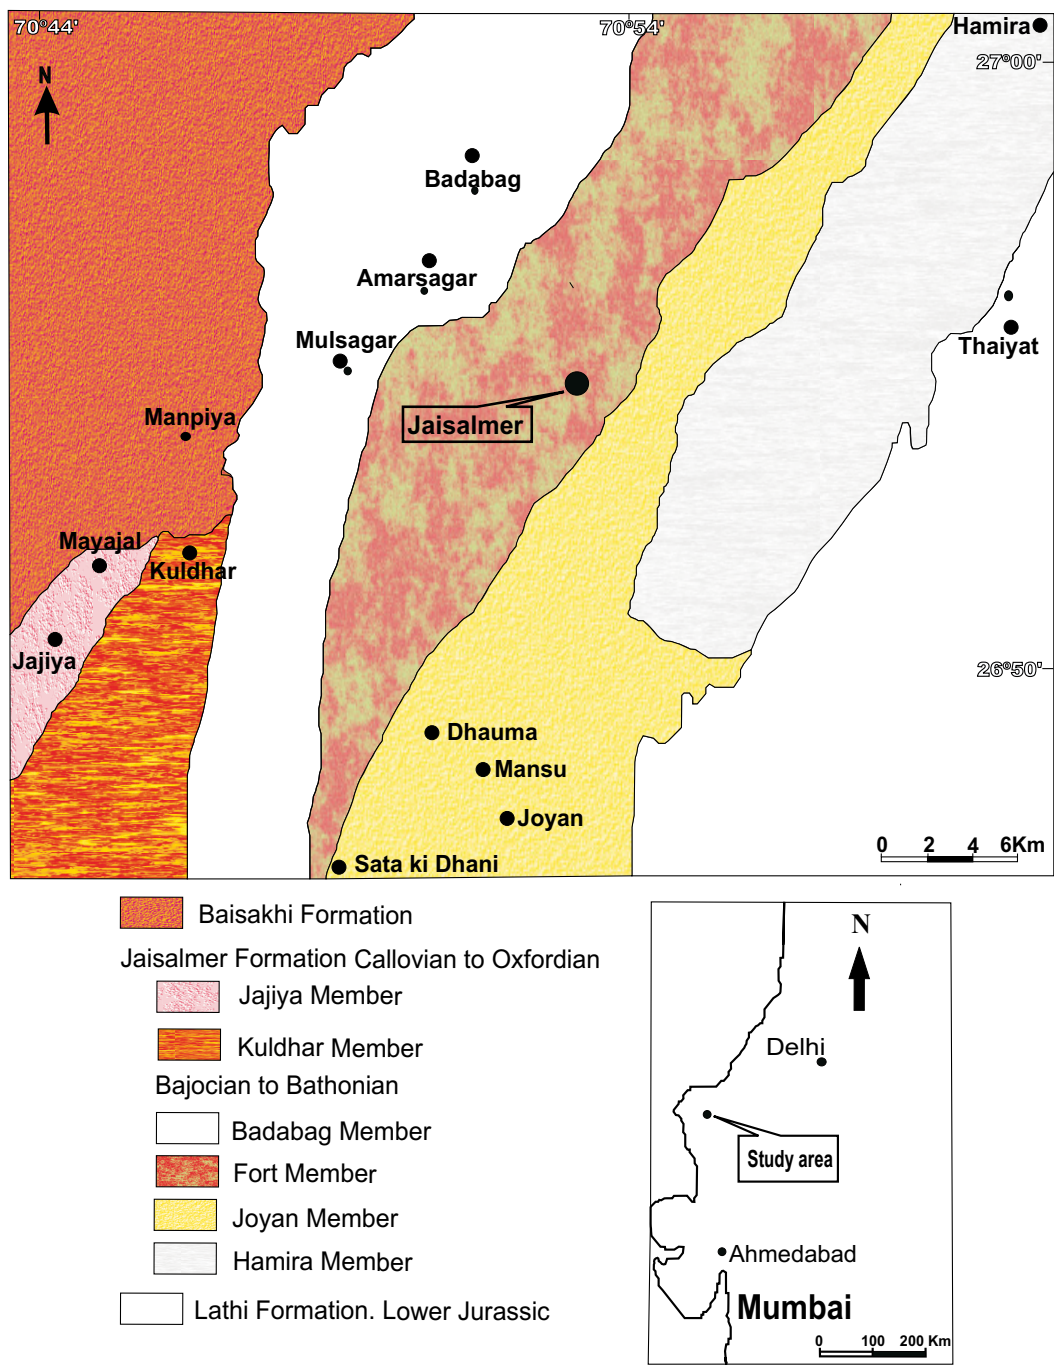 70°44'
70°54'
Hamira
27°00'
N
Badabag
Amarsagar
Mulsagar
Thaiyat
Manpiya
Jaisalmer
Mayajal
Kuldhar
Jajiya
26°50'
Dhauma
Mansu
Joyan
Sata ki Dhani
0 2 4 6Km
Baisakhi Formation
Jaisalmer Formation Callovian to Oxfordian
Jajiya Member
Kuldhar Member
Bajocian to Bathonian
Badabag Member
Fort Member
Joyan Member
Hamira Member
Lathi Formation. Lower Jurassic
N
Delhi
Study area
Ahmedabad
Mumbai
0 100 200 Km